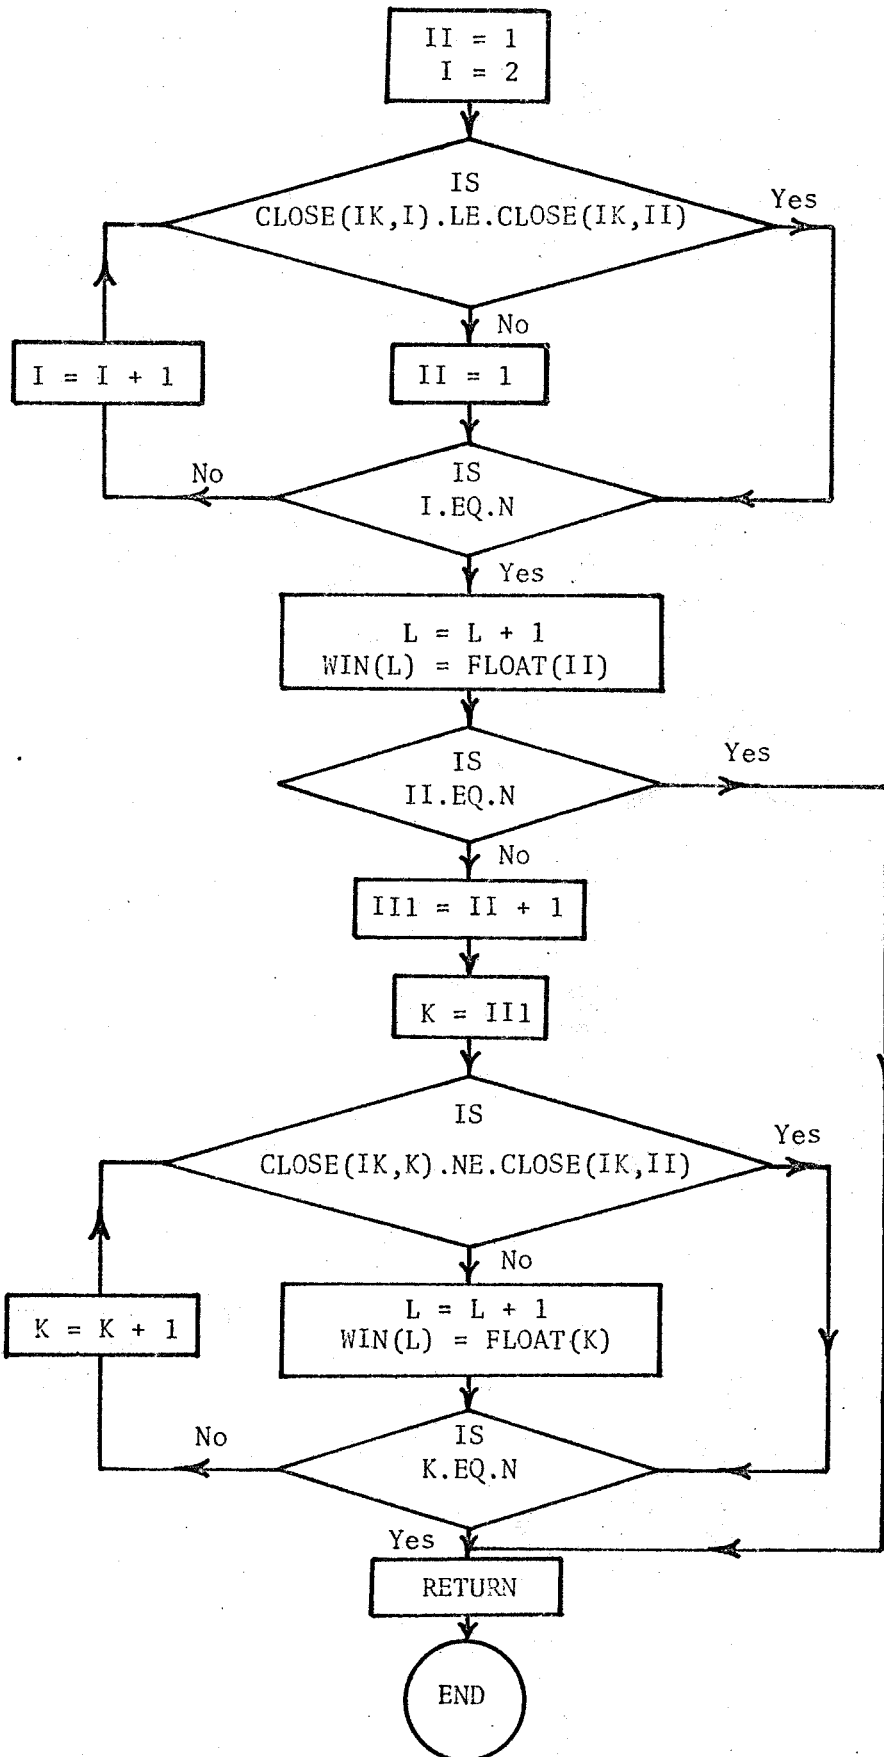 II = 1
I = 2
IS
CLOSE(IK,I).LE.CLOSE(IK,II)
Yes
No
I = I + 1
II = 1
No
IS
I.EQ.N
Yes
L = L + 1
WIN(L) = FLOAT(II)
IS
II.EQ.N
Yes
No
II1 = II + 1
K = II1
IS
CLOSE(IK,K).NE.CLOSE(IK,II)
Yes
No
K = K + 1
L = L + 1
WIN(L) = FLOAT(K)
No
IS
K.EQ.N
Yes
RETURN
END